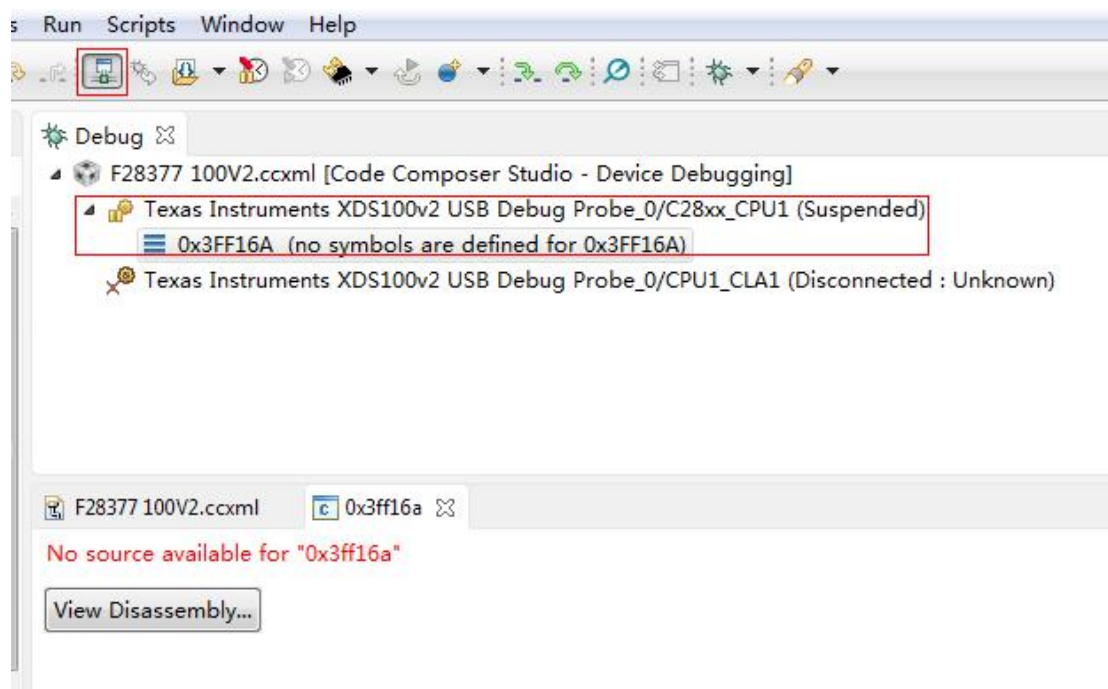 s Run Scripts Window Help
Debug
F28377 100V2.ccxml [Code Composer Studio - Device Debugging]
Texas Instruments XDS100v2 USB Debug Probe_0/C28xx_CPU1 (Suspended)
0x3FF16A (no symbols are defined for 0x3FF16A)
Texas Instruments XDS100v2 USB Debug Probe_0/CPU1_CLA1 (Disconnected : Unknown)
F28377 100V2.ccxml 0x3ff16a
No source available for "0x3ff16a"
View Disassembly...